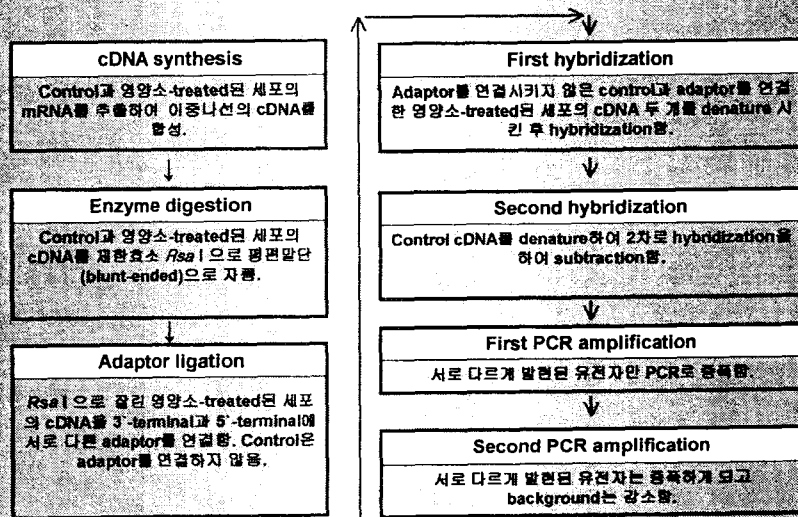 cDNA synthesis
Control과 영양소-treated된 세포의
mRNA를 추출하여 이중나선의 cDNA를
합성.
Enzyme digestion
Control과 영양소-treated된 세포의
cDNA를 제한효소 Rsa I 으로 평편말단
(blunt-ended)으로 자름.
Adaptor ligation
Rsa I 으로 잘린 영양소-treated된 세포
의 cDNA를 3'-terminal과 5'-terminal에
서로 다른 adaptor를 연결함. Control은
adaptor를 연결하지 않음.
First hybridization
Adaptor를 연결시키지 않은 control과 adaptor를 연결
한 영양소-treated된 세포의 cDNA 두 개를 denature 시
킨 후 hybridization함.
Second hybridization
Control cDNA를 denature하여 2차로 hybridization을
하여 subtraction함.
First PCR amplification
서로 다르게 발현된 유전자만 PCR로 증폭함.
Second PCR amplification
서로 다르게 발현된 유전자는 증폭하게 되고
background는 감소함.